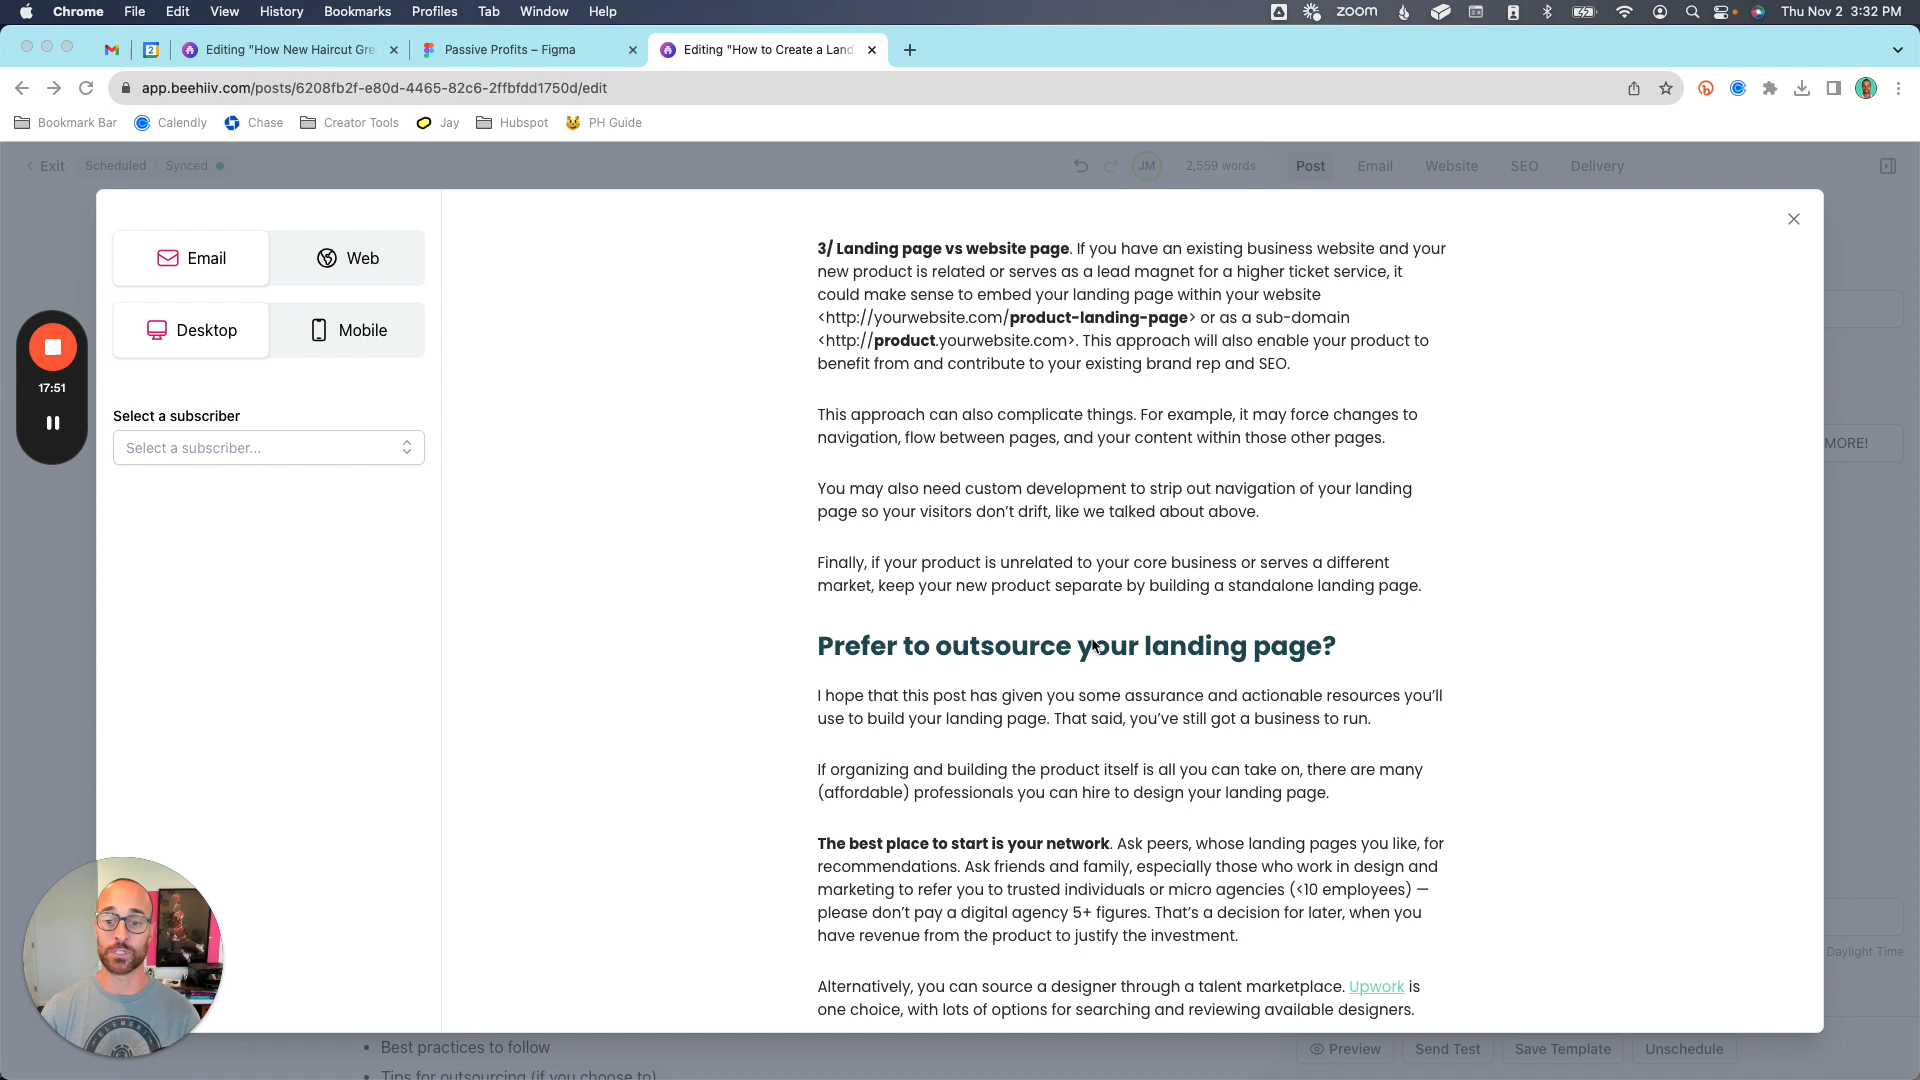 Chrome File Edit View History Bookmarks Profiles Tab Window Help zoom Thu Nov 2 3:32 PM
2 Editing "How New Haircut Gre Passive Profits – Figma Editing "How to Create a Land
app.beehiiv.com/posts/6208fb2f-e80d-4465-82c6-2ffbfdd1750d/edit
Bookmark Bar Calendly Chase Creator Tools Jay Hubspot PH Guide
Exit Scheduled Synced JM 2,559 words Post Email Website SEO Delivery
Email Web
Desktop Mobile
17:51
Select a subscriber
Select a subscriber...
3/ Landing page vs website page. If you have an existing business website and your
new product is related or serves as a lead magnet for a higher ticket service, it
could make sense to embed your landing page within your website
<http://yourwebsite.com/product-landing-page> or as a sub-domain
<http://product.yourwebsite.com>. This approach will also enable your product to
benefit from and contribute to your existing brand rep and SEO.
This approach can also complicate things. For example, it may force changes to
navigation, flow between pages, and your content within those other pages.
MORE!
You may also need custom development to strip out navigation of your landing
page so your visitors don't drift, like we talked about above.
Finally, if your product is unrelated to your core business or serves a different
market, keep your new product separate by building a standalone landing page.
Prefer to outsource your landing page?
I hope that this post has given you some assurance and actionable resources you'll
use to build your landing page. That said, you've still got a business to run.
If organizing and building the product itself is all you can take on, there are many
(affordable) professionals you can hire to design your landing page.
The best place to start is your network. Ask peers, whose landing pages you like, for
recommendations. Ask friends and family, especially those who work in design and
marketing to refer you to trusted individuals or micro agencies (<10 employees) —
please don't pay a digital agency 5+ figures. That's a decision for later, when you
have revenue from the product to justify the investment.
Daylight Time
Alternatively, you can source a designer through a talent marketplace. Upwork is
one choice, with lots of options for searching and reviewing available designers.
ELEMENT
Best practices to follow
Preview Send Test Save Template Unschedule
Tips for outsourcing (if you choose to)